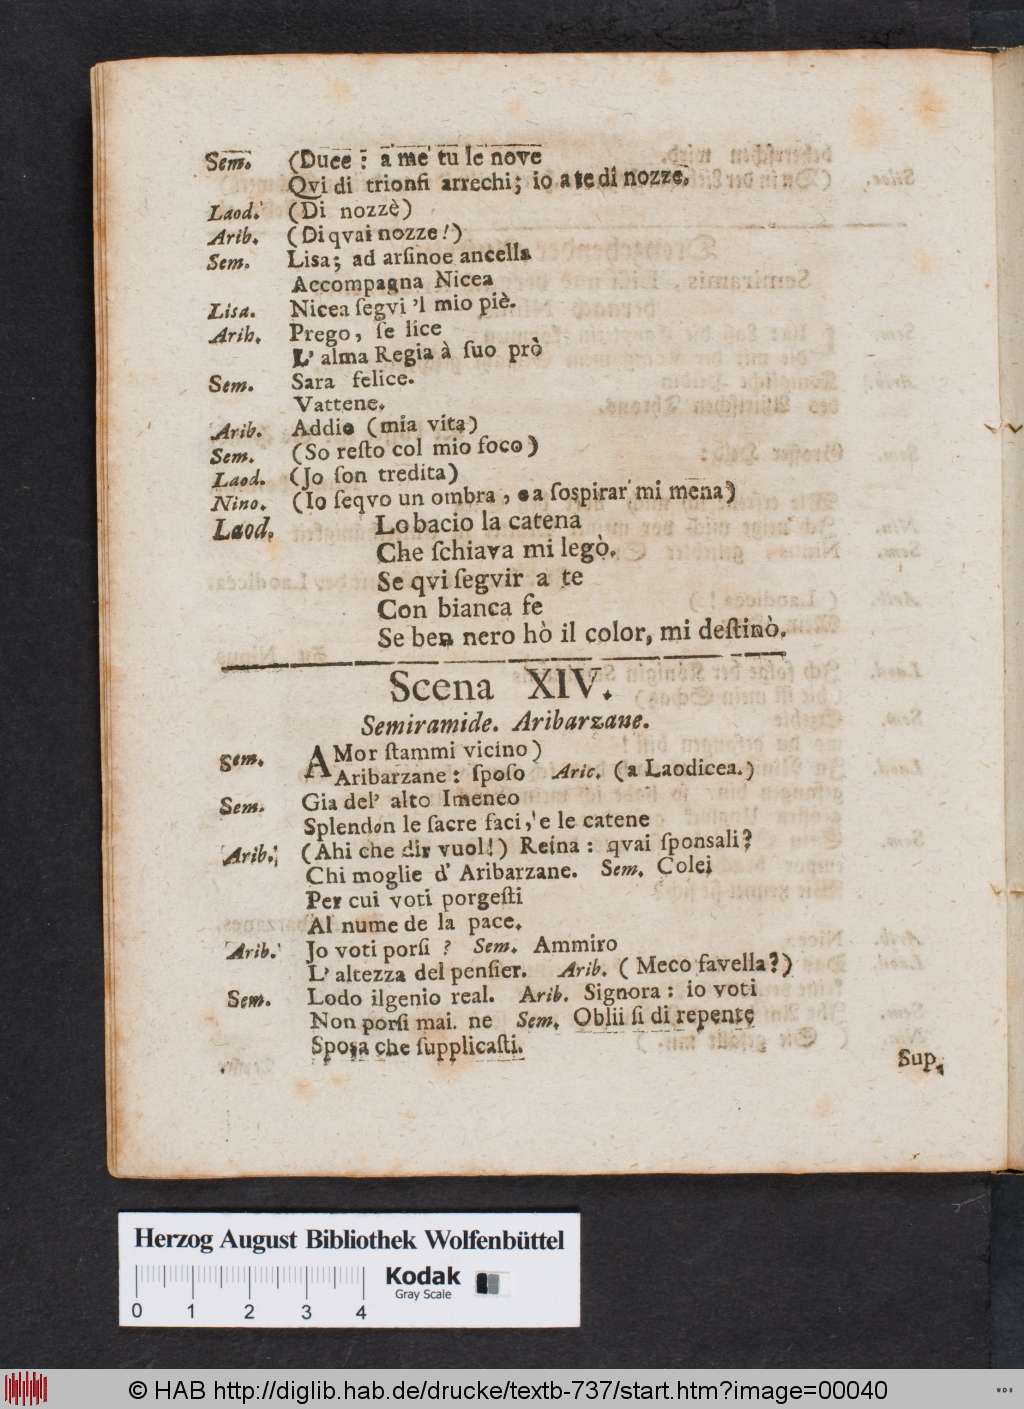 Sem. (Duce : a me tu le nove
Qvi di trionfi arrechi; io a te di nozze.
Laod. (Di nozzè)
Arib. (Di qvai nozze!)
Sem. Lisa; ad arſinoe ancella
Accompagna Nicea
Lisa. Nicea ſegvi 'l mio piè.
Arib. Prego, ſe lice
L' alma Regia à ſuo prò
Sem. Sara felice.
Vattene.
Arib. Addio (mia vita)
Sem. (So reſto col mio foco)
Laod. (Jo ſon tredita)
Nino. (Io ſeqvo un ombra, e a ſospirar mi mena)
Laod. Lo bacio la catena
Che ſchiava mi legò.
Se qvi ſegvir a te
Con bianca fe
Se ben nero hò il color, mi deſtinò.
Scena XIV.
Semiramide. Aribarzane.
Sem. AMor ſtammi vicino)
Aribarzane : ſpoſo Aric. (a Laodicea.)
Sem. Gia del' alto Imeneo
Splendon le ſacre faci, e le catene
Arib. (Ahi che dir vuol!) Reina : qvai ſponsali?
Chi moglie d' Aribarzane. Sem. Colei
Per cui voti porgeſti
Al nume de la pace.
Arib. Jo voti porſi ? Sem. Ammiro
L' altezza del penſier. Arib. (Meco favella?)
Sem. Lodo ilgenio real. Arib. Signora : io voti
Non porſi mai. ne Sem. Oblii ſi di repente
Sposa che ſupplicaſti.
Sup.
Herzog August Bibliothek Wolfenbüttel
0 1 2 3 4
Kodak
Gray Scale
© HAB http://diglib.hab.de/drucke/textb-737/start.htm?image=00040